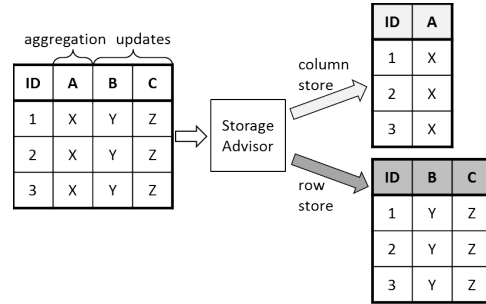 aggregation updates
ID A B C
1 X Y Z
2 X Y Z
3 X Y Z
Storage
Advisor
column
store
ID A
1 X
2 X
3 X
row
store
ID B C
1 Y Z
2 Y Z
3 Y Z